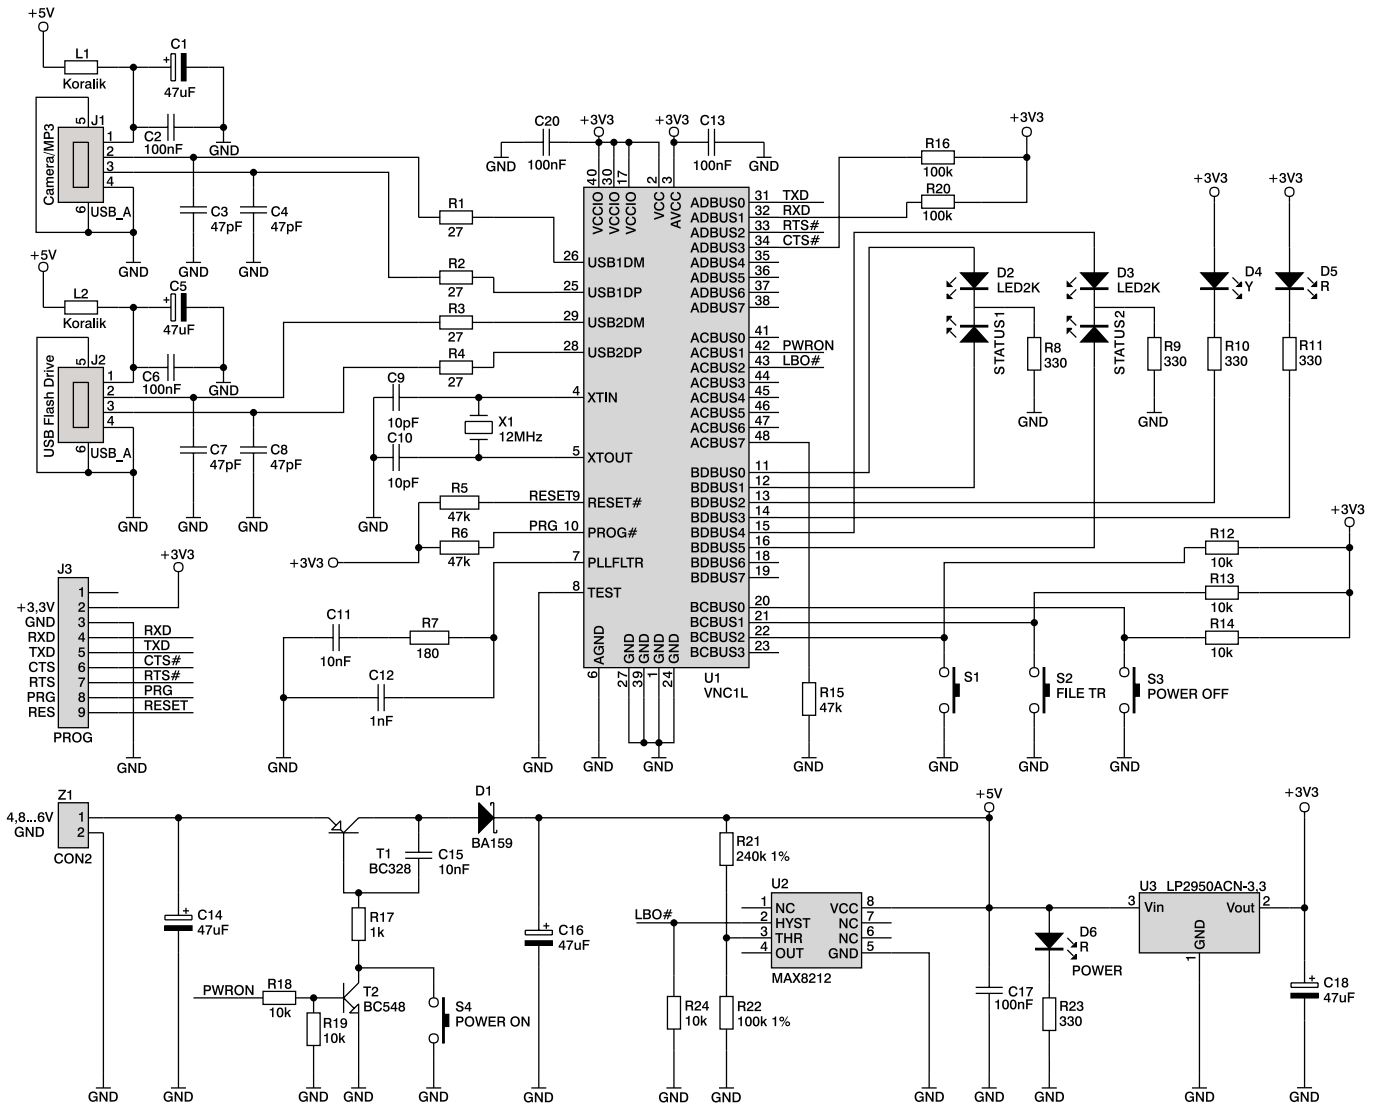 +5V
L1
Koralik
C1
+
47uF
C2
100nF
GND
Camera/MP3
J1
5
1
2
3
4
6
USB_A
C3
47pF
C4
47pF
GND
GND
GND
+5V
L2
Koralik
C5
+
47uF
C6
100nF
GND
USB Flash Drive
J2
5
1
2
3
4
6
USB_A
C7
47pF
C8
47pF
GND
GND
GND
R1
27
R2
27
R3
27
R4
27
C9
10pF
C10
10pF
X1
12MHz
GND
R5
47k
R6
47k
+3V3
RESET
PRG
C11
10nF
R7
180
C12
1nF
GND
GND
GND
GND
C20
100nF
GND
+3V3
+3V3
C13
100nF
GND
40 VCCIO
30 VCCIO
17 VCCIO
2 VCC
3 AVCC
26 USB1DM
25 USB1DP
29 USB2DM
28 USB2DP
4 XTIN
5 XTOUT
9 RESET#
10 PROG#
7 PLLFLTR
8 TEST
6 AGND
27 GND
39 GND
1 GND
24 GND
U1
VNC1L
ADBUS0 31 TXD
ADBUS1 32 RXD
ADBUS2 33 RTS#
ADBUS3 34 CTS#
ADBUS4 35
ADBUS5 36
ADBUS6 37
ADBUS7 38
ACBUS0 41
ACBUS1 42 PWRON
ACBUS2 43 LBO#
ACBUS3 44
ACBUS4 45
ACBUS5 46
ACBUS6 47
ACBUS7 48
BDBUS0 11
BDBUS1 12
BDBUS2 13
BDBUS3 14
BDBUS4 15
BDBUS5 16
BDBUS6 18
BDBUS7 19
BCBUS0 20
BCBUS1 21
BCBUS2 22
BCBUS3 23
R15
47k
GND
R16
100k
R20
100k
+3V3
D2
LED2K
STATUS1
R8
330
GND
D3
LED2K
STATUS2
R9
330
GND
+3V3
D4
Y
R10
330
+3V3
D5
R
R11
330
+3V3
R12
10k
R13
10k
R14
10k
S1
GND
S2
FILE TR
GND
S3
POWER OFF
GND
J3
+3V3
1
+3,3V 2
GND 3
RXD 4 RXD
TXD 5 TXD
CTS 6 CTS#
RTS 7 RTS#
PRG 8 PRG
RES 9 RESET
PROG
GND
Z1
4,8...6V 1
GND 2
CON2
GND
C14
+
47uF
GND
T1
BC328
C15
10nF
D1
BA159
R17
1k
PWRON
R18
10k
R19
10k
GND
T2
BC548
GND
S4
POWER ON
GND
C16
+
47uF
GND
R21
240k 1%
R22
100k 1%
GND
LBO#
R24
10k
GND
U2
1 NC
2 HYST
3 THR
4 OUT
VCC 8
NC 7
NC 6
GND 5
MAX8212
GND
+5V
C17
100nF
GND
D6
R
POWER
R23
330
GND
U3 LP2950ACN-3,3
3 Vin
Vout 2
GND
1
GND
+3V3
C18
+
47uF
GND